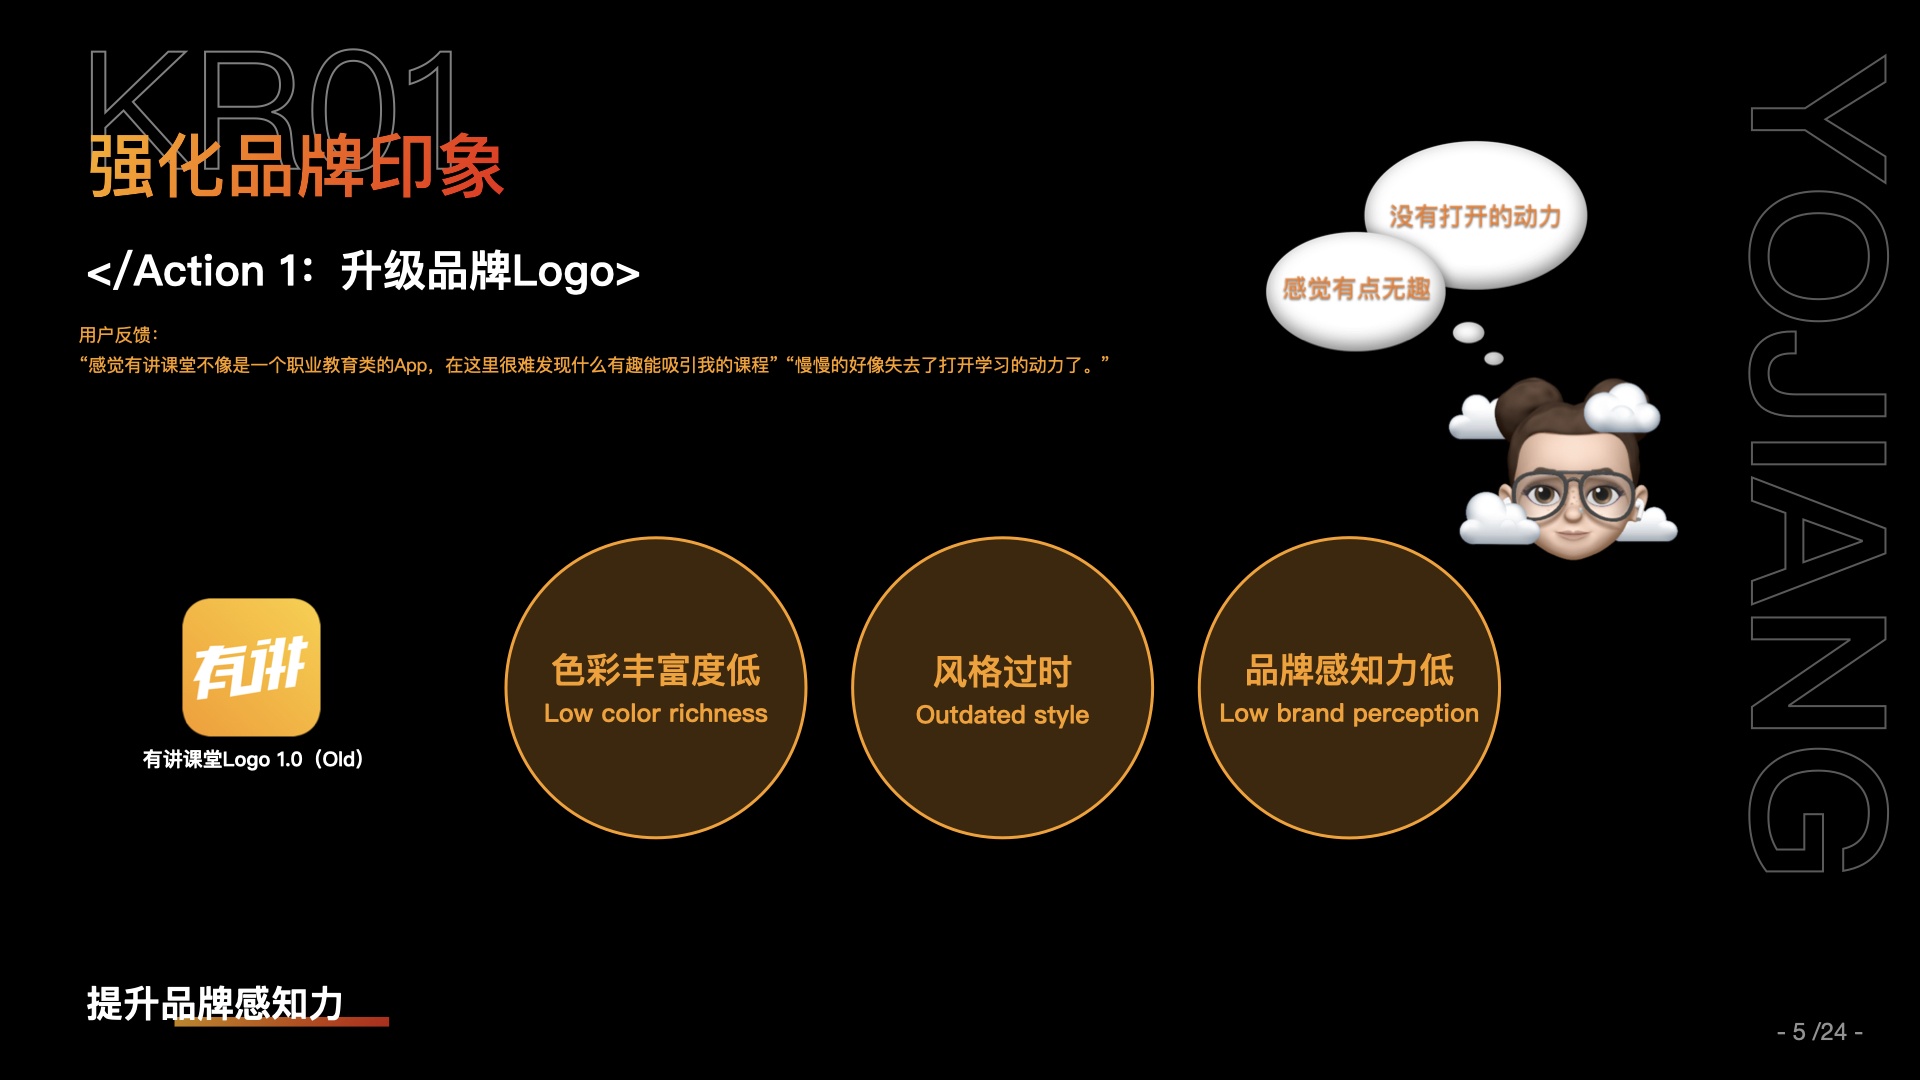 KR01
强化品牌印象
</Action 1：升级品牌Logo>
用户反馈：
“感觉有讲课堂不像是一个职业教育类的App，在这里很难发现什么有趣能吸引我的课程” “慢慢的好像失去了打开学习的动力了。”
没有打开的动力
感觉有点无趣
YOJIANG
有讲
有讲课堂Logo 1.0（Old）
色彩丰富度低
Low color richness
风格过时
Outdated style
品牌感知力低
Low brand perception
提升品牌感知力
- 5 /24 -